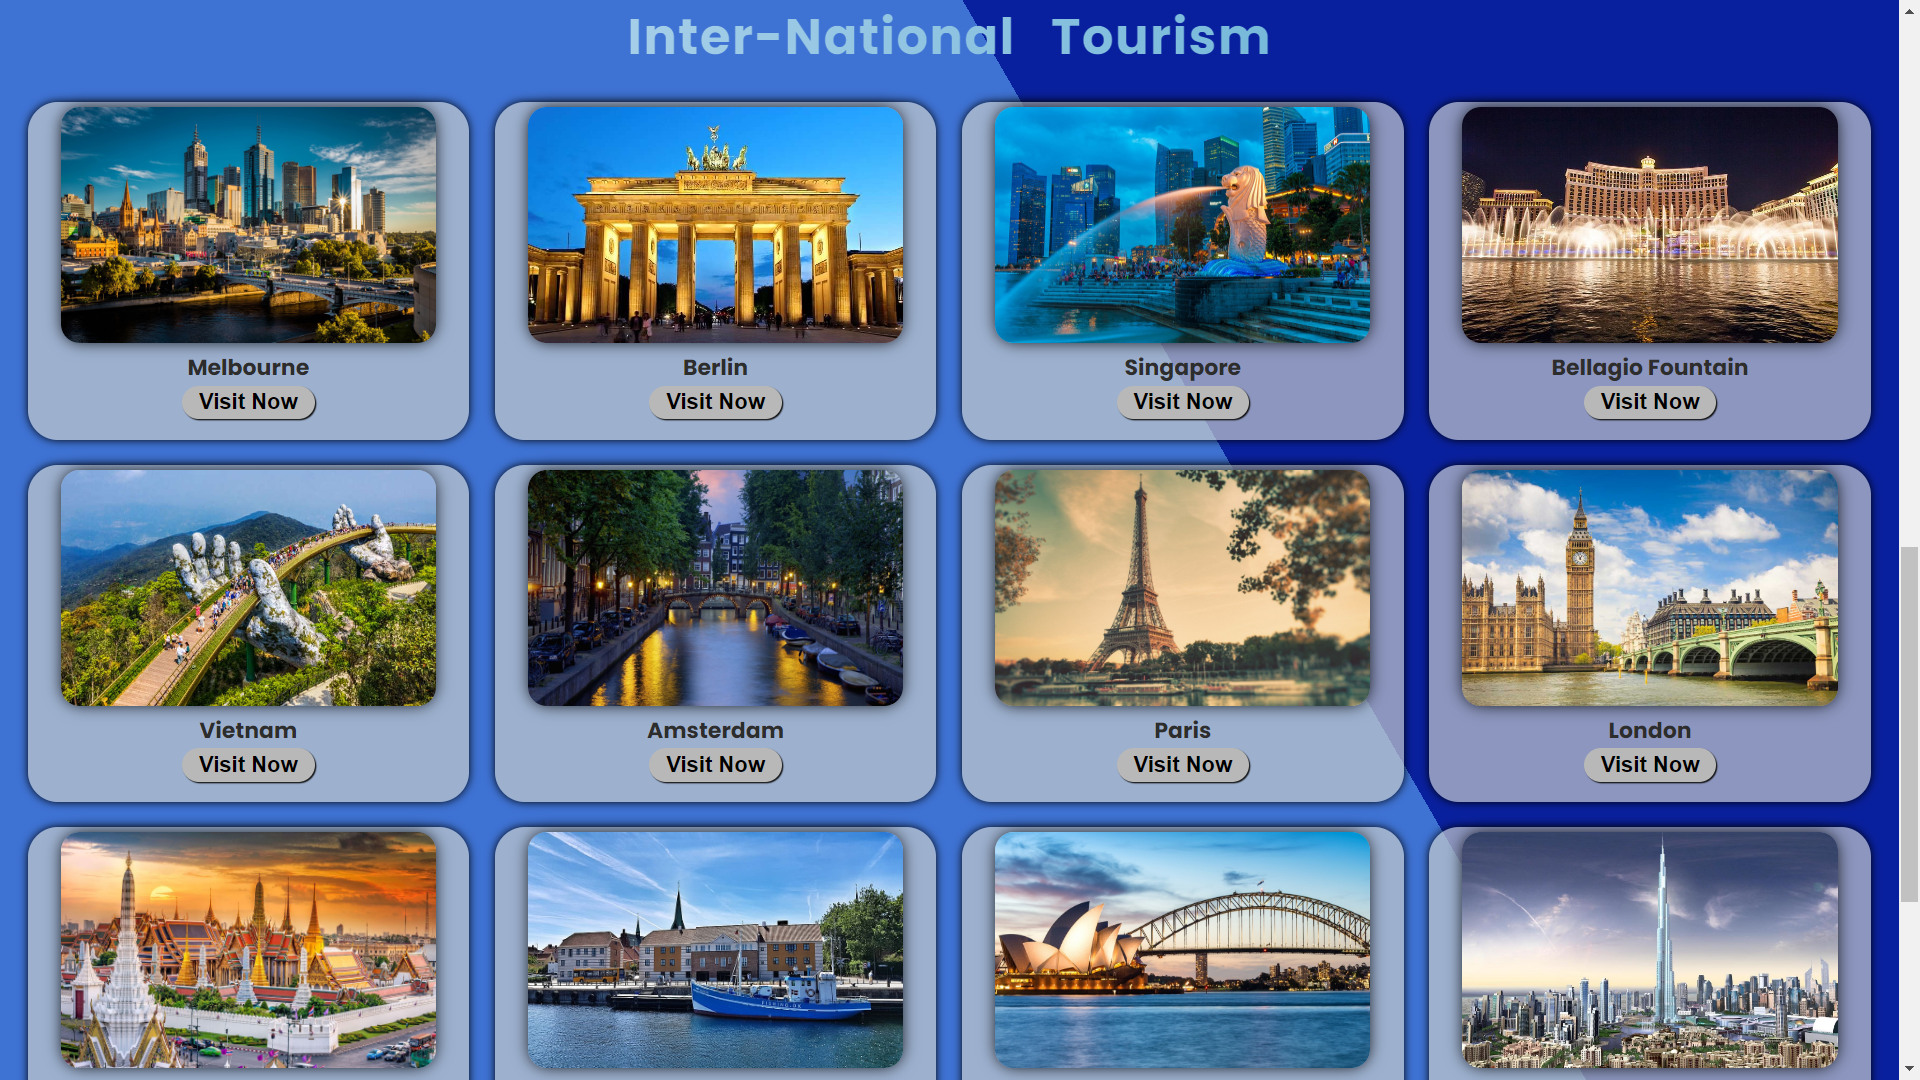 Inter-National Tourism
Melbourne
Visit Now
Berlin
Visit Now
Singapore
Visit Now
Bellagio Fountain
Visit Now
Vietnam
Visit Now
Amsterdam
Visit Now
Paris
Visit Now
London
Visit Now